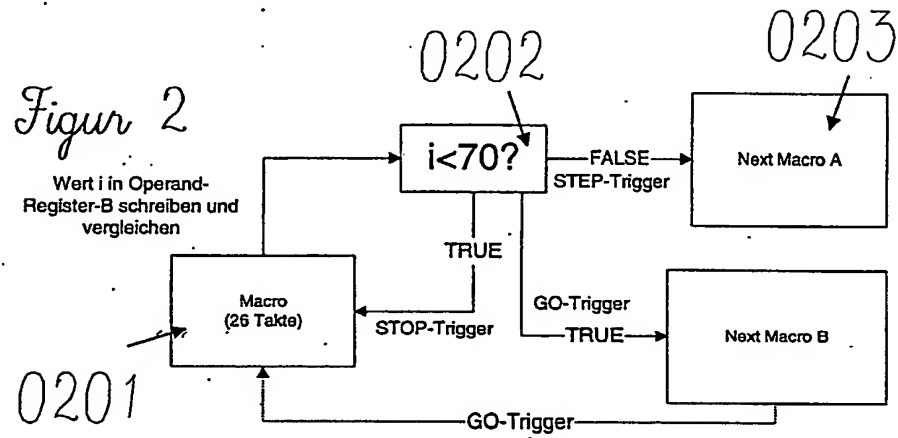 0203
0202
Figur 2
i<70?
FALSE
STEP-Trigger
Next Macro A
Wert i in Operand-
Register-B schreiben und
vergleichen
TRUE
Macro
(26 Takte)
GO-Trigger
STOP-Trigger
TRUE
Next Macro B
0201
GO-Trigger